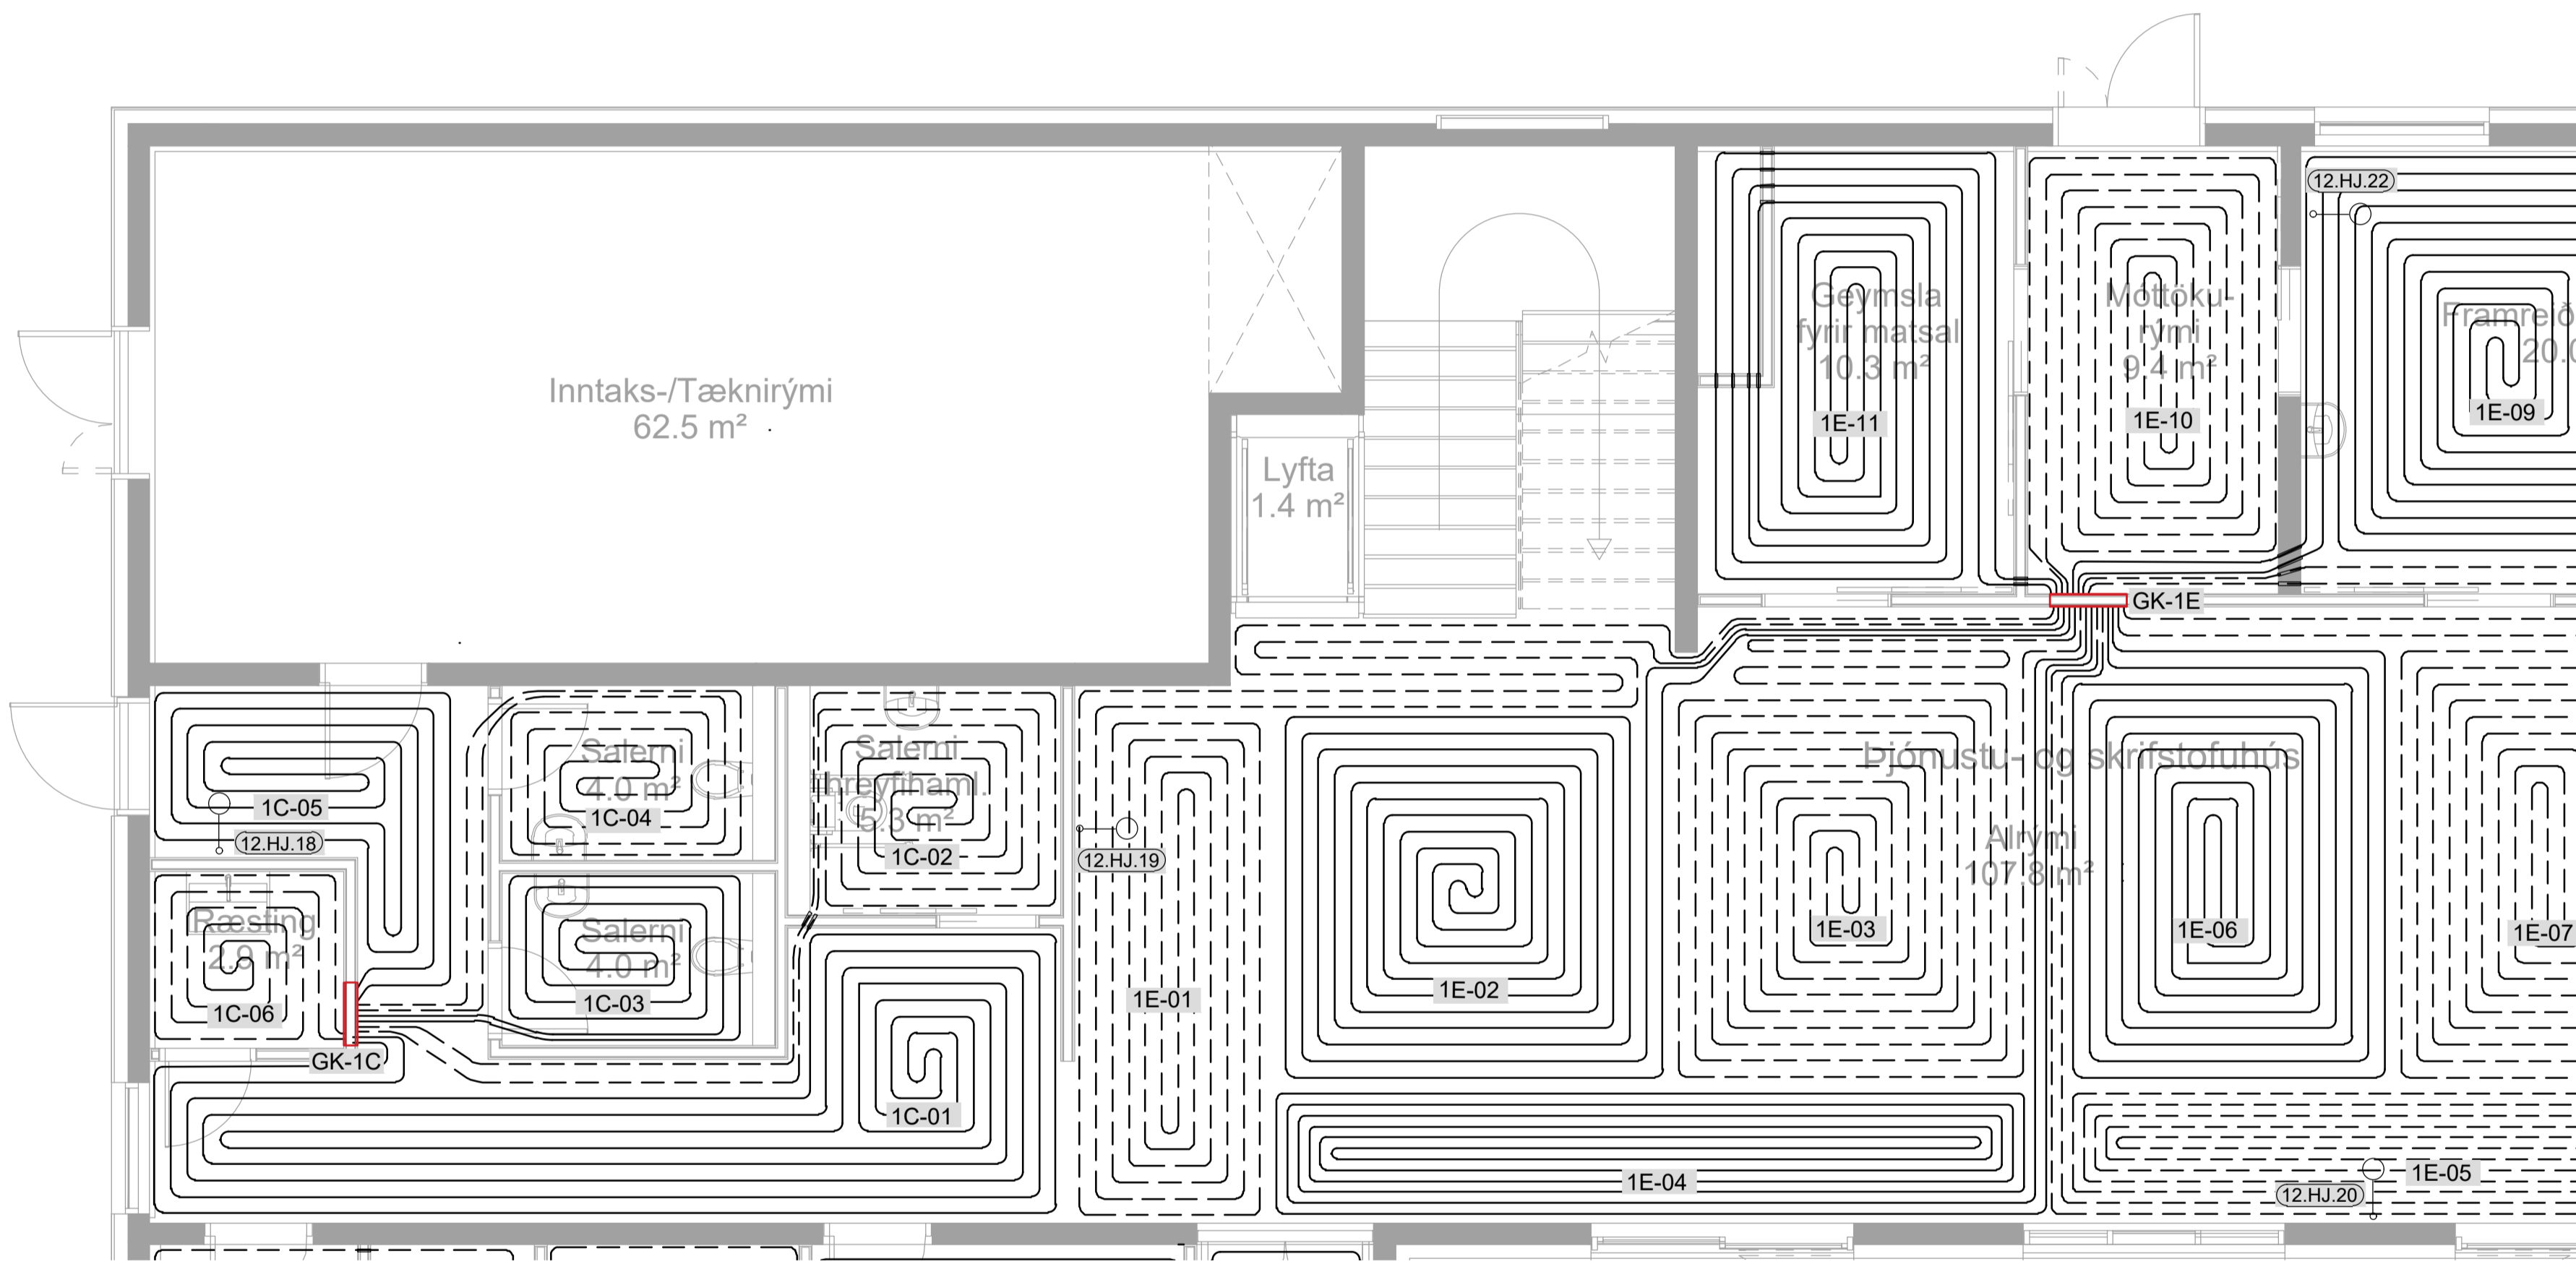 12.HJ.22
Geymsla
fyrir matsal
10.3 m²
1E-11
Móttöku-
rými
9.4 m²
1E-10
1E-09
Inntaks-/Tæknirými
62.5 m²
Lyfta
1.4 m²
GK-1E
Salerni
4.0 m²
1C-04
Salerni
hreyfihaml.
5.3 m²
1C-02
1C-05
12.HJ.18
12.HJ.19
Þjónustu- og skrifstofuhús
Alrými
107.8 m²
Ræsting
2.8 m²
1C-06
GK-1C
Salerni
4.0 m²
1C-03
1C-01
1E-01
1E-02
1E-03
1E-06
1E-07
1E-04
1E-05
12.HJ.20